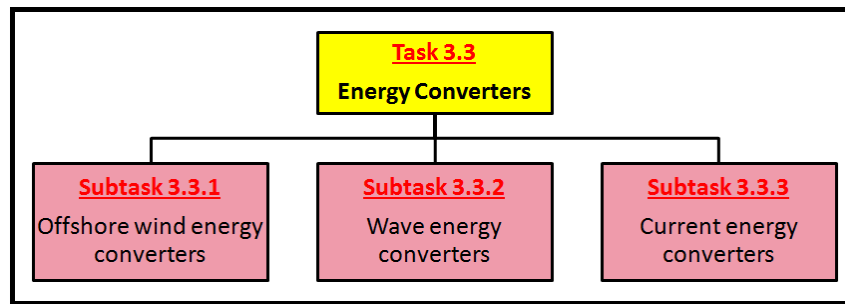 Task 3.3
Energy Converters
Subtask 3.3.1
Offshore wind energy
converters
Subtask 3.3.2
Wave energy
converters
Subtask 3.3.3
Current energy
converters